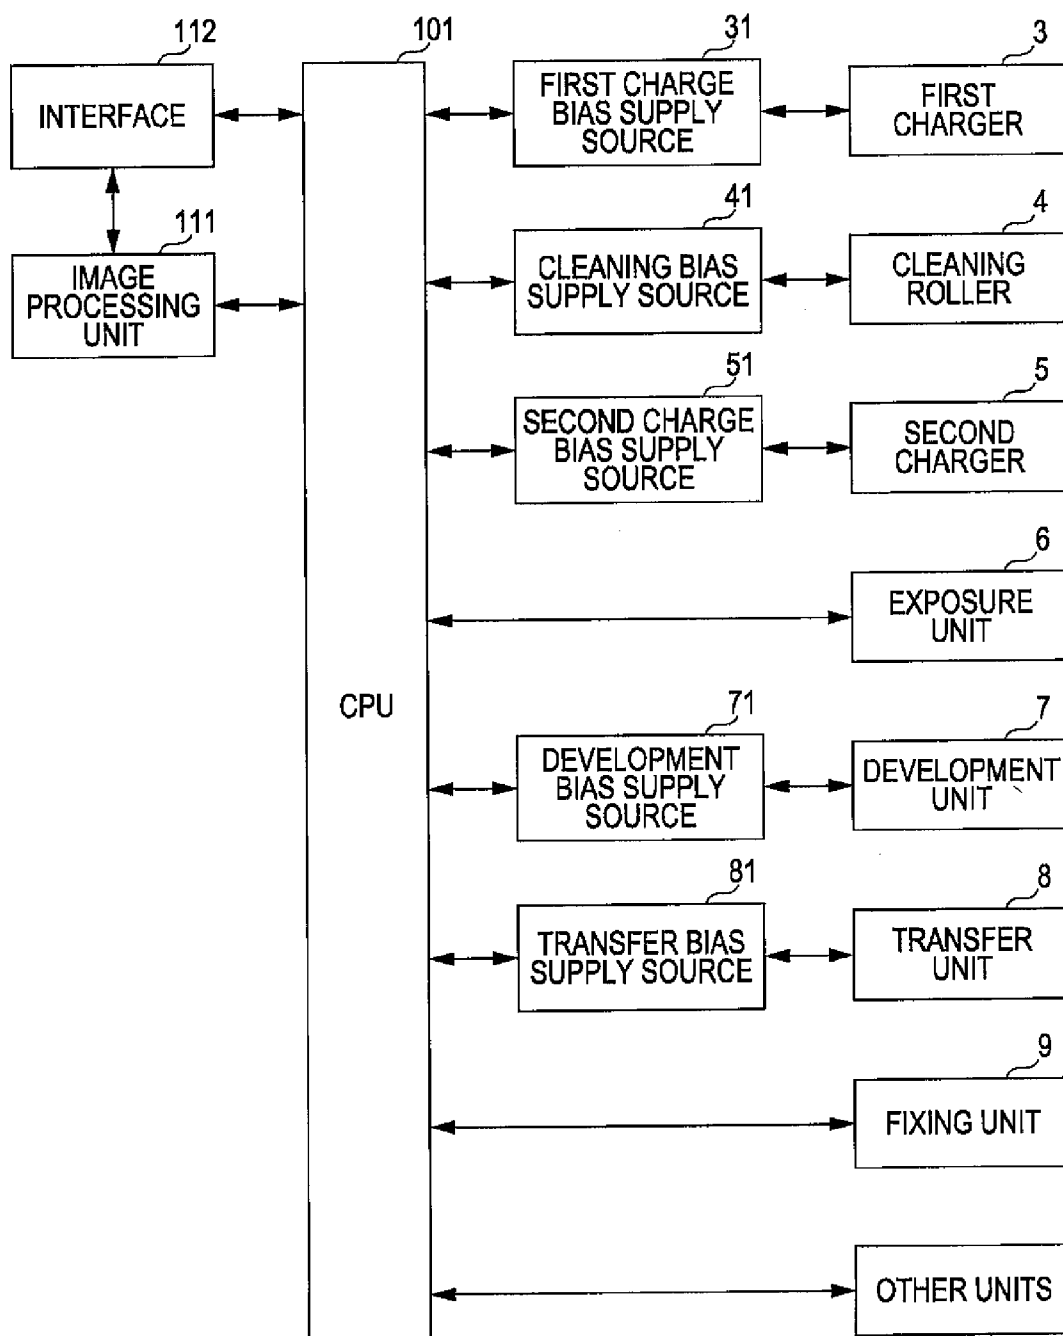 112
INTERFACE
111
IMAGE
PROCESSING
UNIT
101
CPU
31
FIRST CHARGE
BIAS SUPPLY
SOURCE
3
FIRST
CHARGER
41
CLEANING BIAS
SUPPLY SOURCE
4
CLEANING
ROLLER
51
SECOND CHARGE
BIAS SUPPLY
SOURCE
5
SECOND
CHARGER
6
EXPOSURE
UNIT
71
DEVELOPMENT
BIAS SUPPLY
SOURCE
7
DEVELOPMENT
UNIT
81
TRANSFER BIAS
SUPPLY SOURCE
8
TRANSFER
UNIT
9
FIXING UNIT
OTHER UNITS